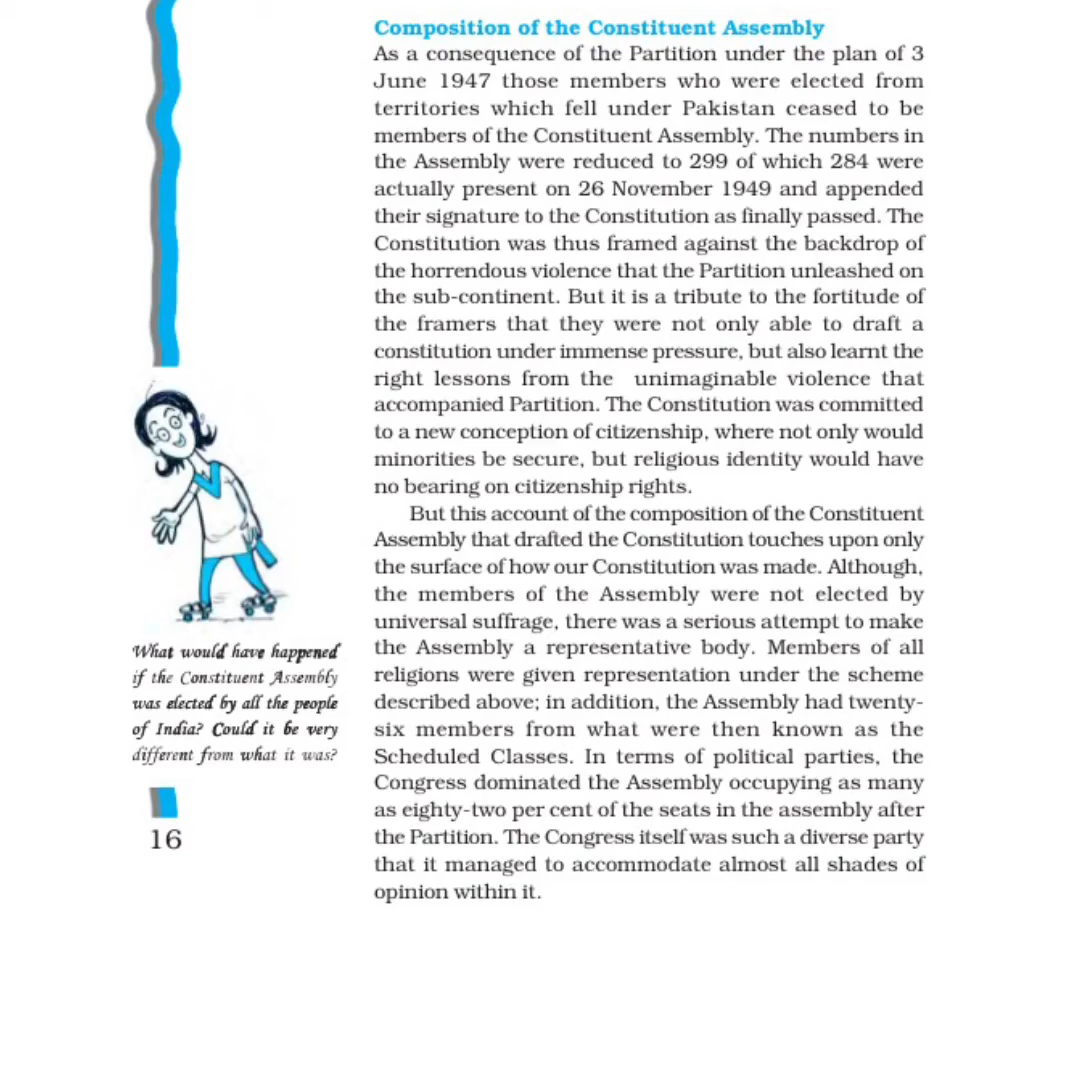 Composition of the Constituent Assembly
As a consequence of the Partition under the plan of 3
June 1947 those members who were elected from
territories which fell under Pakistan ceased to be
members of the Constituent Assembly. The numbers in
the Assembly were reduced to 299 of which 284 were
actually present on 26 November 1949 and appended
their signature to the Constitution as finally passed. The
Constitution was thus framed against the backdrop of
the horrendous violence that the Partition unleashed on
the sub-continent. But it is a tribute to the fortitude of
the framers that they were not only able to draft a
constitution under immense pressure, but also learnt the
right lessons from the unimaginable violence that
accompanied Partition. The Constitution was committed
to a new conception of citizenship, where not only would
minorities be secure, but religious identity would have
no bearing on citizenship rights.
But this account of the composition of the Constituent
Assembly that drafted the Constitution touches upon only
the surface of how our Constitution was made. Although,
the members of the Assembly were not elected by
universal suffrage, there was a serious attempt to make
the Assembly a representative body. Members of all
religions were given representation under the scheme
described above; in addition, the Assembly had twenty-
six members from what were then known as the
Scheduled Classes. In terms of political parties, the
Congress dominated the Assembly occupying as many
as eighty-two per cent of the seats in the assembly after
the Partition. The Congress itself was such a diverse party
that it managed to accommodate almost all shades of
opinion within it.
What would have happened
if the Constituent Assembly
was elected by all the people
of India? Could it be very
different from what it was?
16